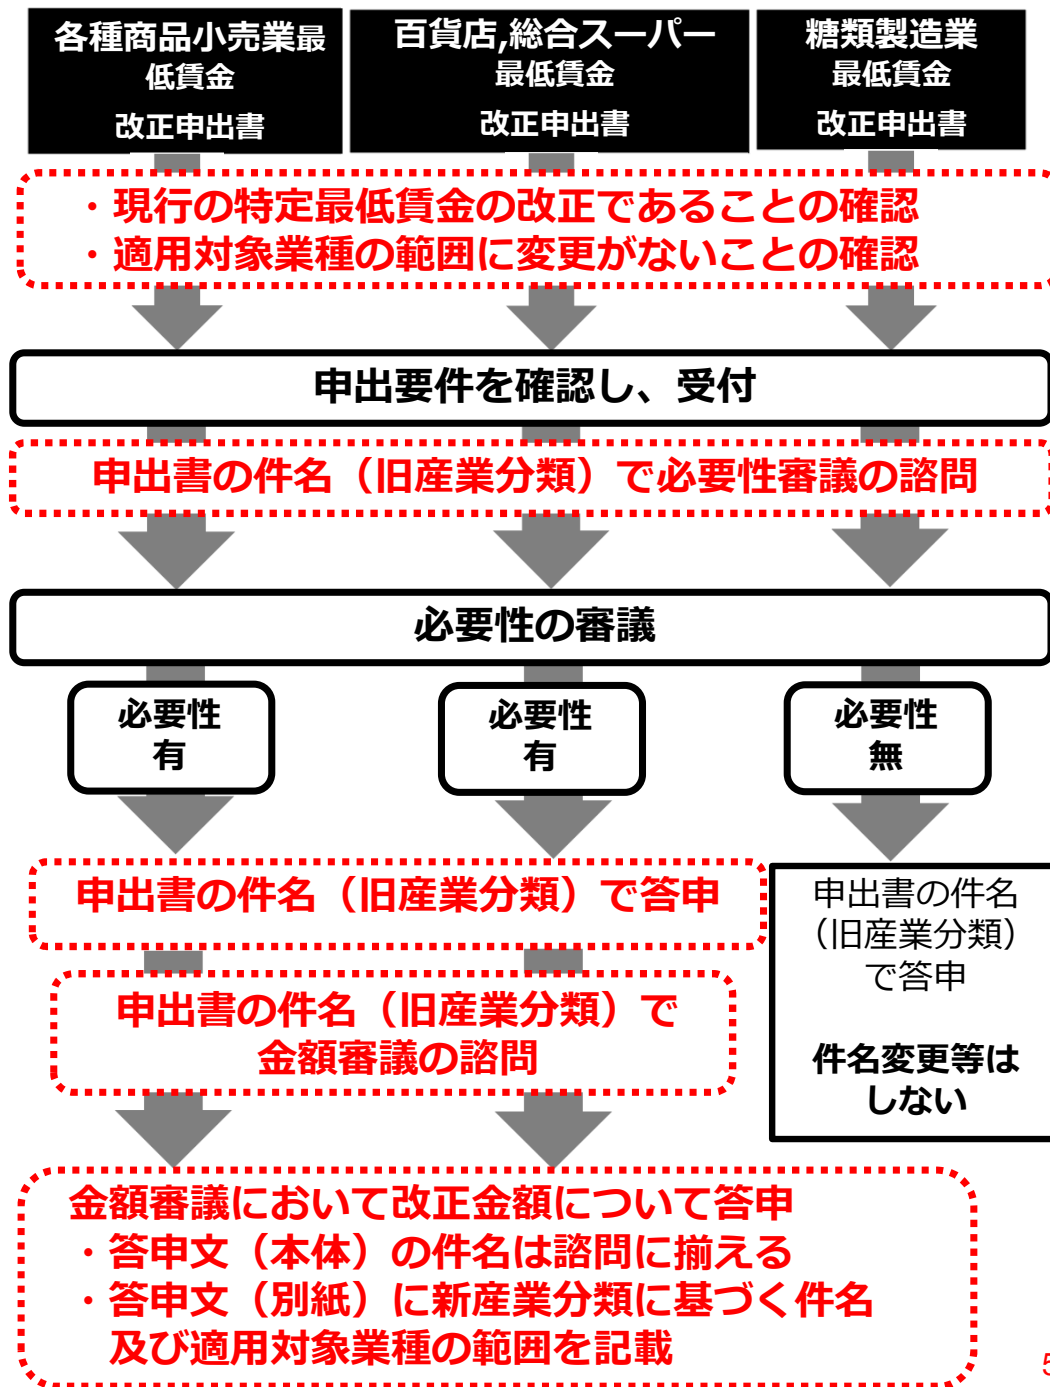 各種商品小売業最
低賃金
改正申出書
百貨店,総合スーパー
最低賃金
改正申出書
糖類製造業
最低賃金
改正申出書
・現行の特定最低賃金の改正であることの確認
・適用対象業種の範囲に変更がないことの確認
申出要件を確認し、受付
申出書の件名（旧産業分類）で必要性審議の諮問
必要性の審議
必要性
有
必要性
有
必要性
無
申出書の件名（旧産業分類）で答申
申出書の件名（旧産業分類）で
金額審議の諮問
申出書の件名
（旧産業分類）
で答申
件名変更等は
しない
金額審議において改正金額について答申
・答申文（本体）の件名は諮問に揃える
・答申文（別紙）に新産業分類に基づく件名
及び適用対象業種の範囲を記載
5